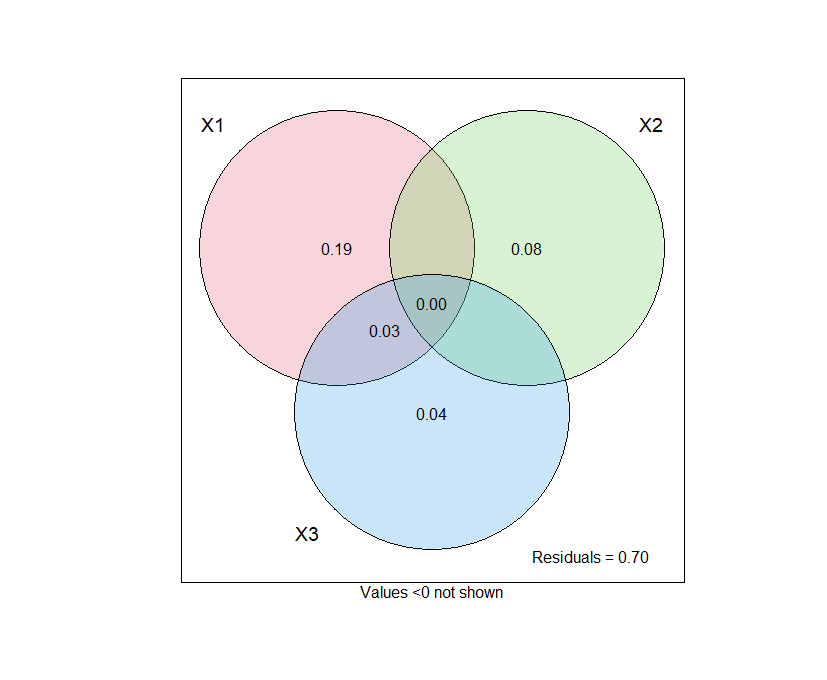 X1
X2
0.19
0.08
0.00
0.03
0.04
X3
Residuals = 0.70
Values <0 not shown